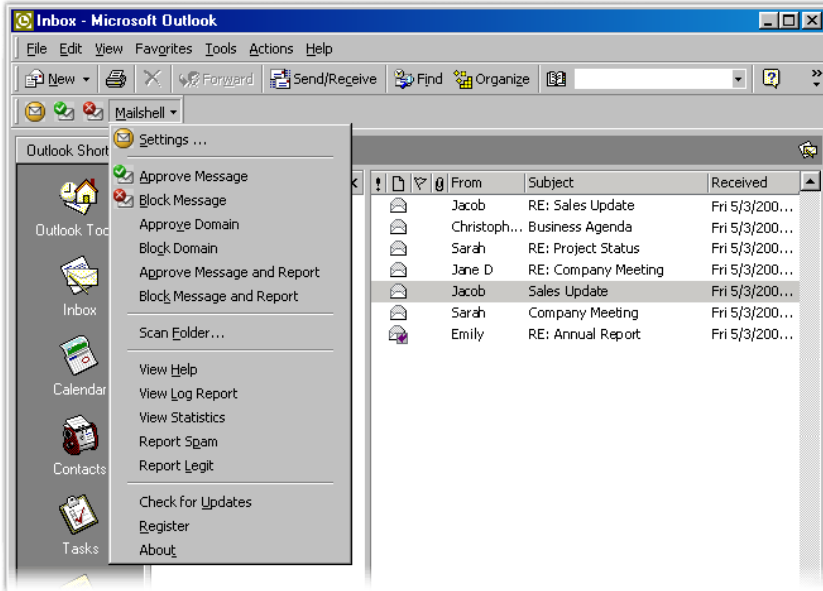 Inbox - Microsoft Outlook
File Edit View Favorites Tools Actions Help
New Forward Send/Receive Find Organize
Mailshell
Outlook Short
Settings ...
Approve Message
Block Message
Approve Domain
Block Domain
Approve Message and Report
Block Message and Report
Scan Folder...
View Help
View Log Report
View Statistics
Report Spam
Report Legit
Check for Updates
Register
About
Outlook Too
Inbox
Calendar
Contacts
Tasks
! From Subject Received
Jacob RE: Sales Update Fri 5/3/200...
Christoph... Business Agenda Fri 5/3/200...
Sarah RE: Project Status Fri 5/3/200...
Jane D RE: Company Meeting Fri 5/3/200...
Jacob Sales Update Fri 5/3/200...
Sarah Company Meeting Fri 5/3/200...
Emily RE: Annual Report Fri 5/3/200...